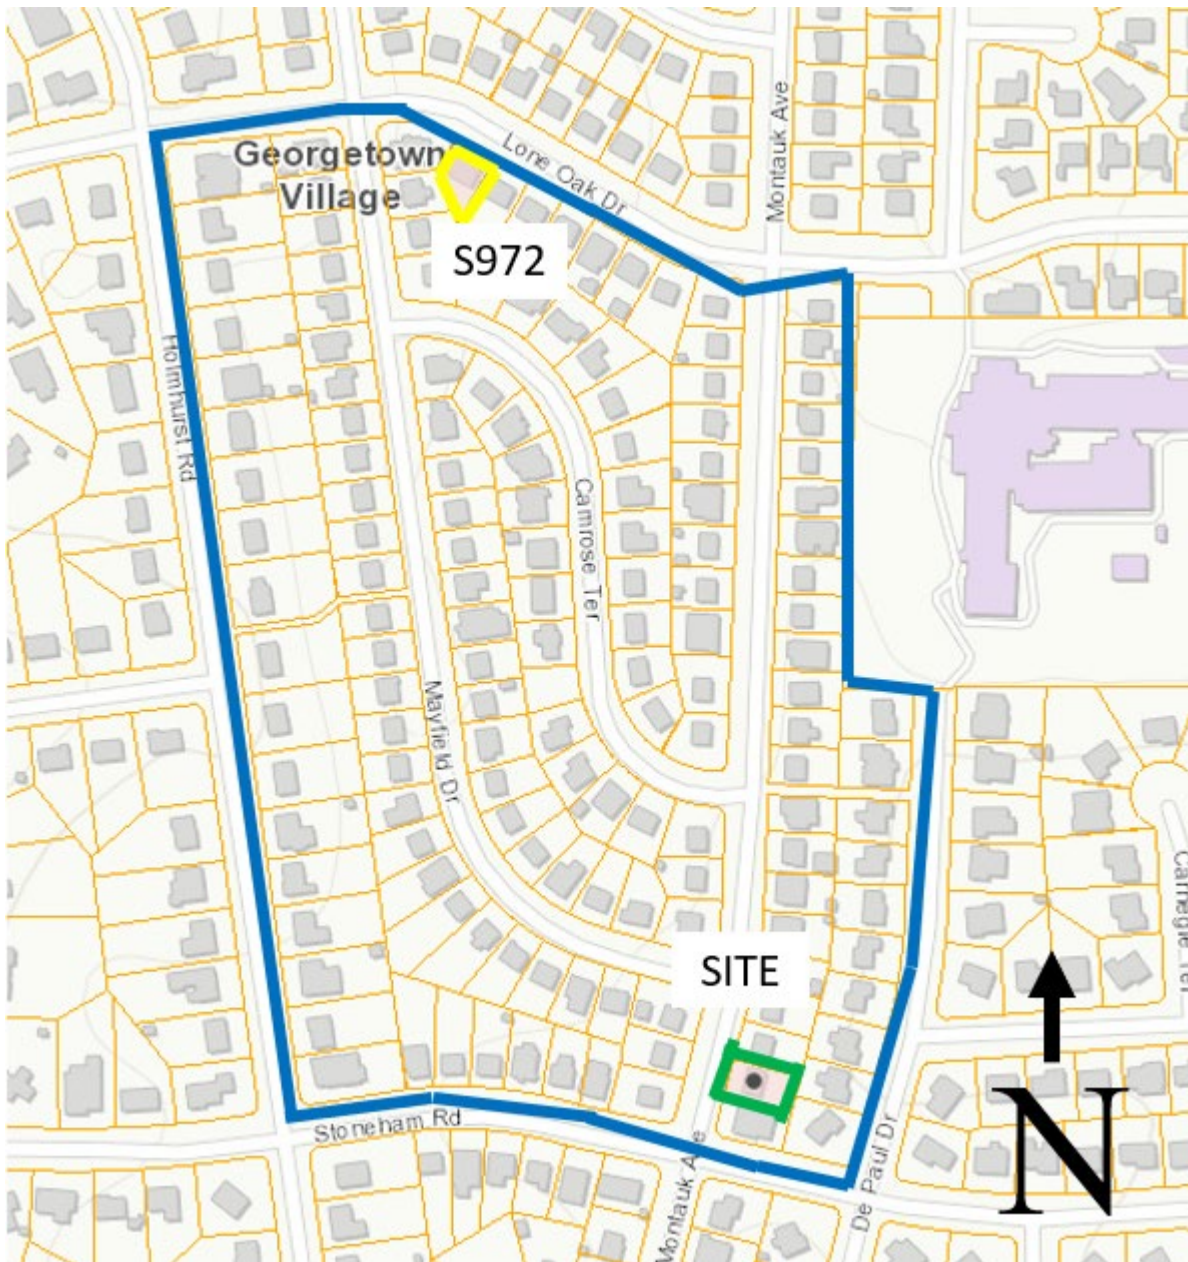 Montauk Ave
Georgetown
Village
Lone Oak Dr
S972
Holmhurst Rd
Camrose Ter
Mayfield Dr
Carnegie Ter
SITE
N
Stoneham Rd
Montauk Ave
De Paul Dr